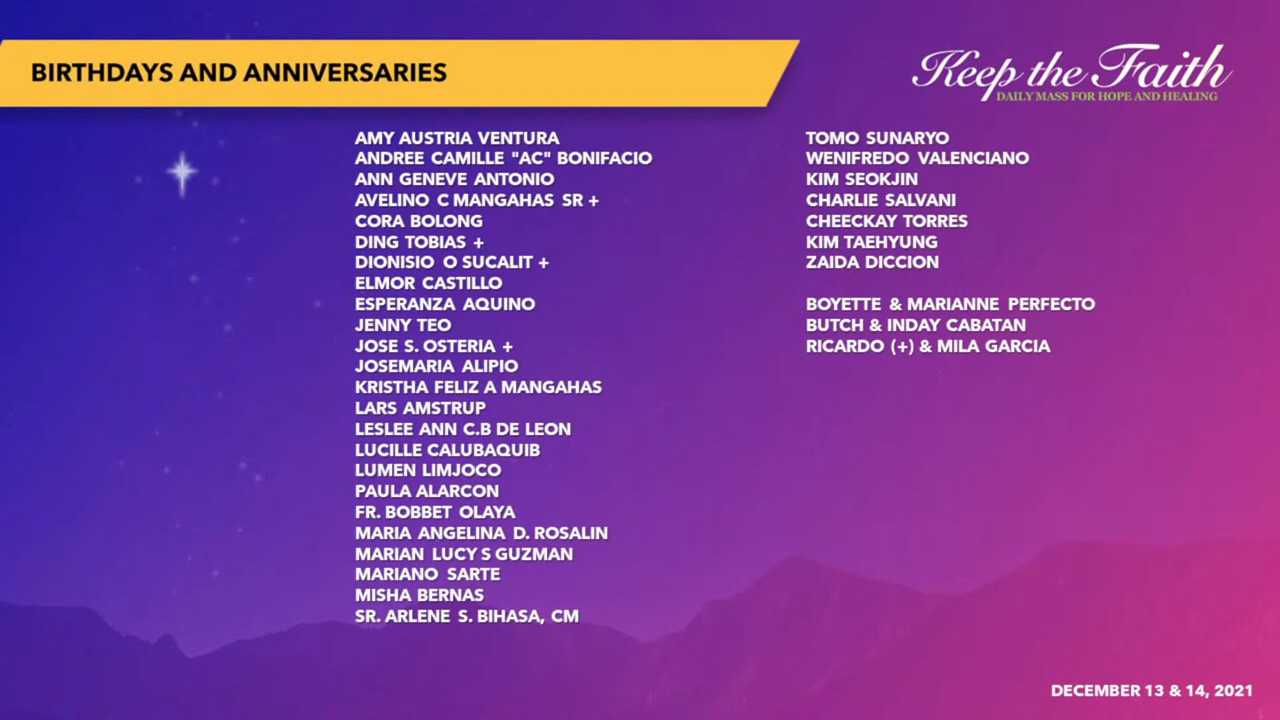 BIRTHDAYS AND ANNIVERSARIES
Keep the Faith
DAILY MASS FOR HOPE AND HEALING
AMY AUSTRIA VENTURA
ANDREE CAMILLE "AC" BONIFACIO
ANN GENEVE ANTONIO
AVELINO C MANGAHAS SR +
CORA BOLONG
DING TOBIAS +
DIONISIO O SUCALIT +
ELMOR CASTILLO
ESPERANZA AQUINO
JENNY TEO
JOSE S. OSTERIA +
JOSEMARIA ALIPIO
KRISTHA FELIZ A MANGAHAS
LARS AMSTRUP
LESLEE ANN C.B DE LEON
LUCILLE CALUBAQUIB
LUMEN LIMJOCO
PAULA ALARCON
FR. BOBBET OLAYA
MARIA ANGELINA D. ROSALIN
MARIAN LUCY S GUZMAN
MARIANO SARTE
MISHA BERNAS
SR. ARLENE S. BIHASA, CM
TOMO SUNARYO
WENIFREDO VALENCIANO
KIM SEOKJIN
CHARLIE SALVANI
CHEECKAY TORRES
KIM TAEHYUNG
ZAIDA DICCION
BOYETTE & MARIANNE PERFECTO
BUTCH & INDAY CABATAN
RICARDO (+) & MILA GARCIA
DECEMBER 13 & 14, 2021